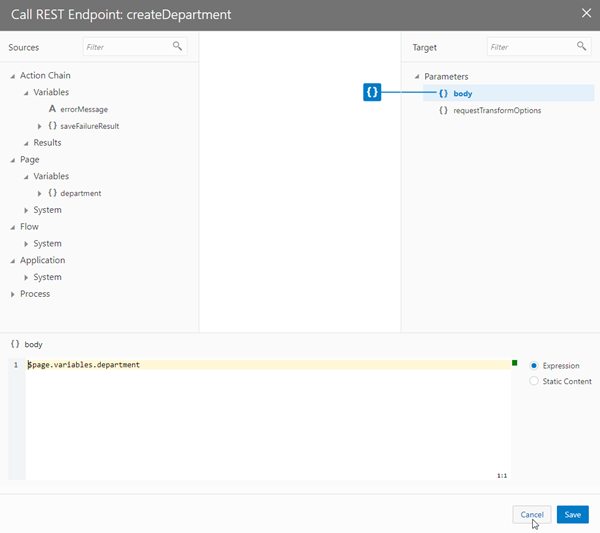 Call REST Endpoint: createDepartment
Sources
Filter
Action Chain
Variables
A errorMessage
{} saveFailureResult
Results
Page
Variables
{} department
System
Flow
System
Application
System
Process
{}
Target
Filter
Parameters
{} body
{} requestTransformOptions
{} body
1 $page.variables.department
1:1
Expression
Static Content
Cancel
Save